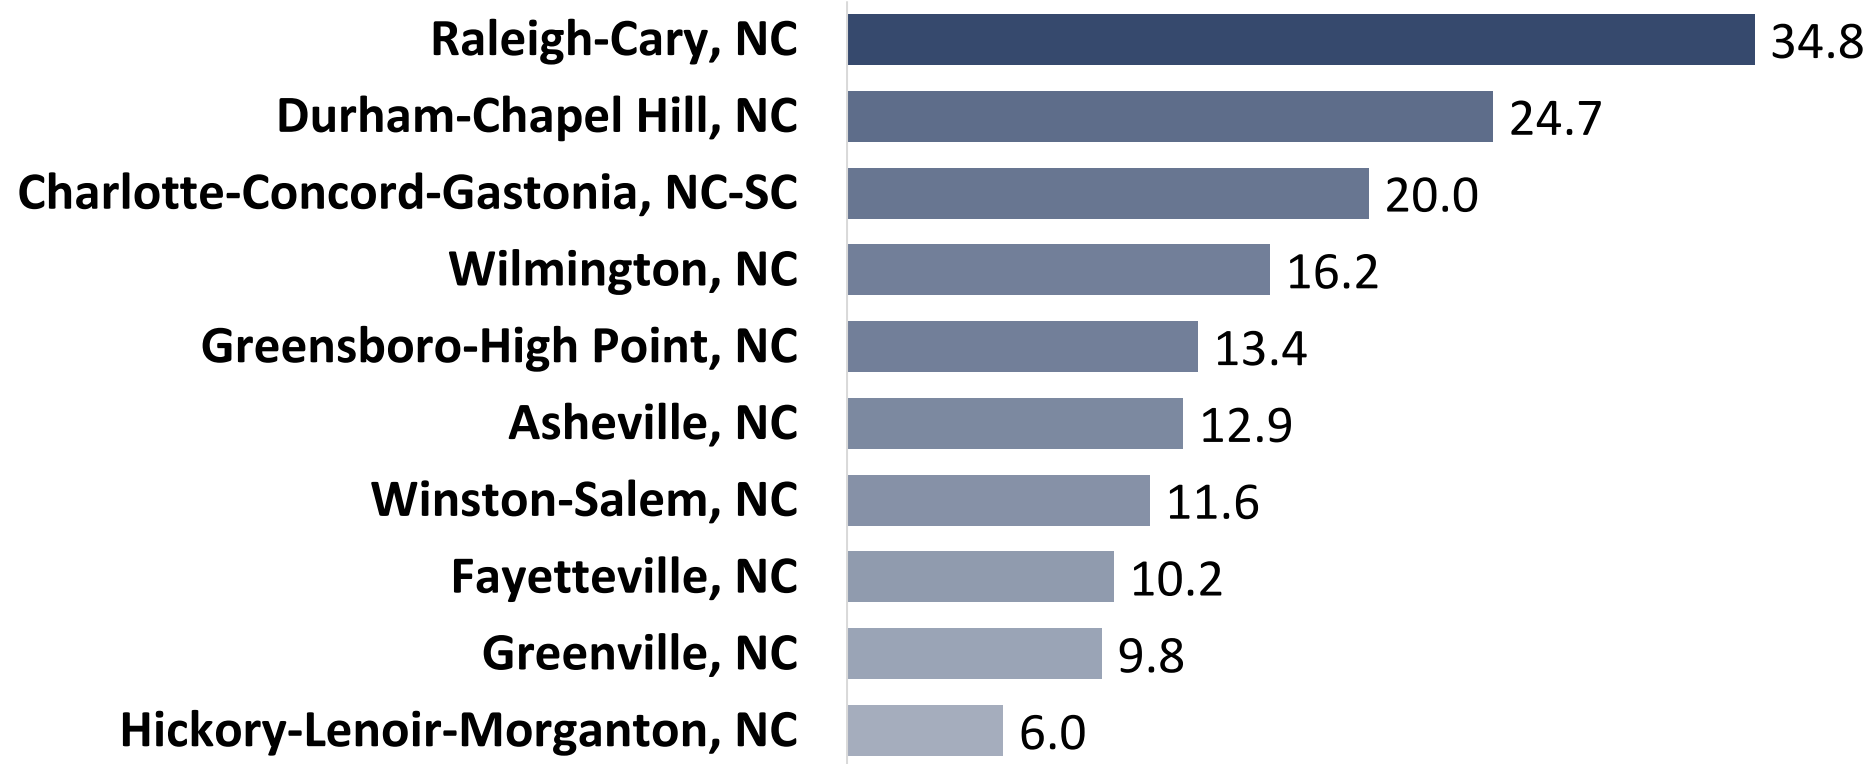 Raleigh-Cary, NC 34.8
Durham-Chapel Hill, NC 24.7
Charlotte-Concord-Gastonia, NC-SC 20.0
Wilmington, NC 16.2
Greensboro-High Point, NC 13.4
Asheville, NC 12.9
Winston-Salem, NC 11.6
Fayetteville, NC 10.2
Greenville, NC 9.8
Hickory-Lenoir-Morganton, NC 6.0